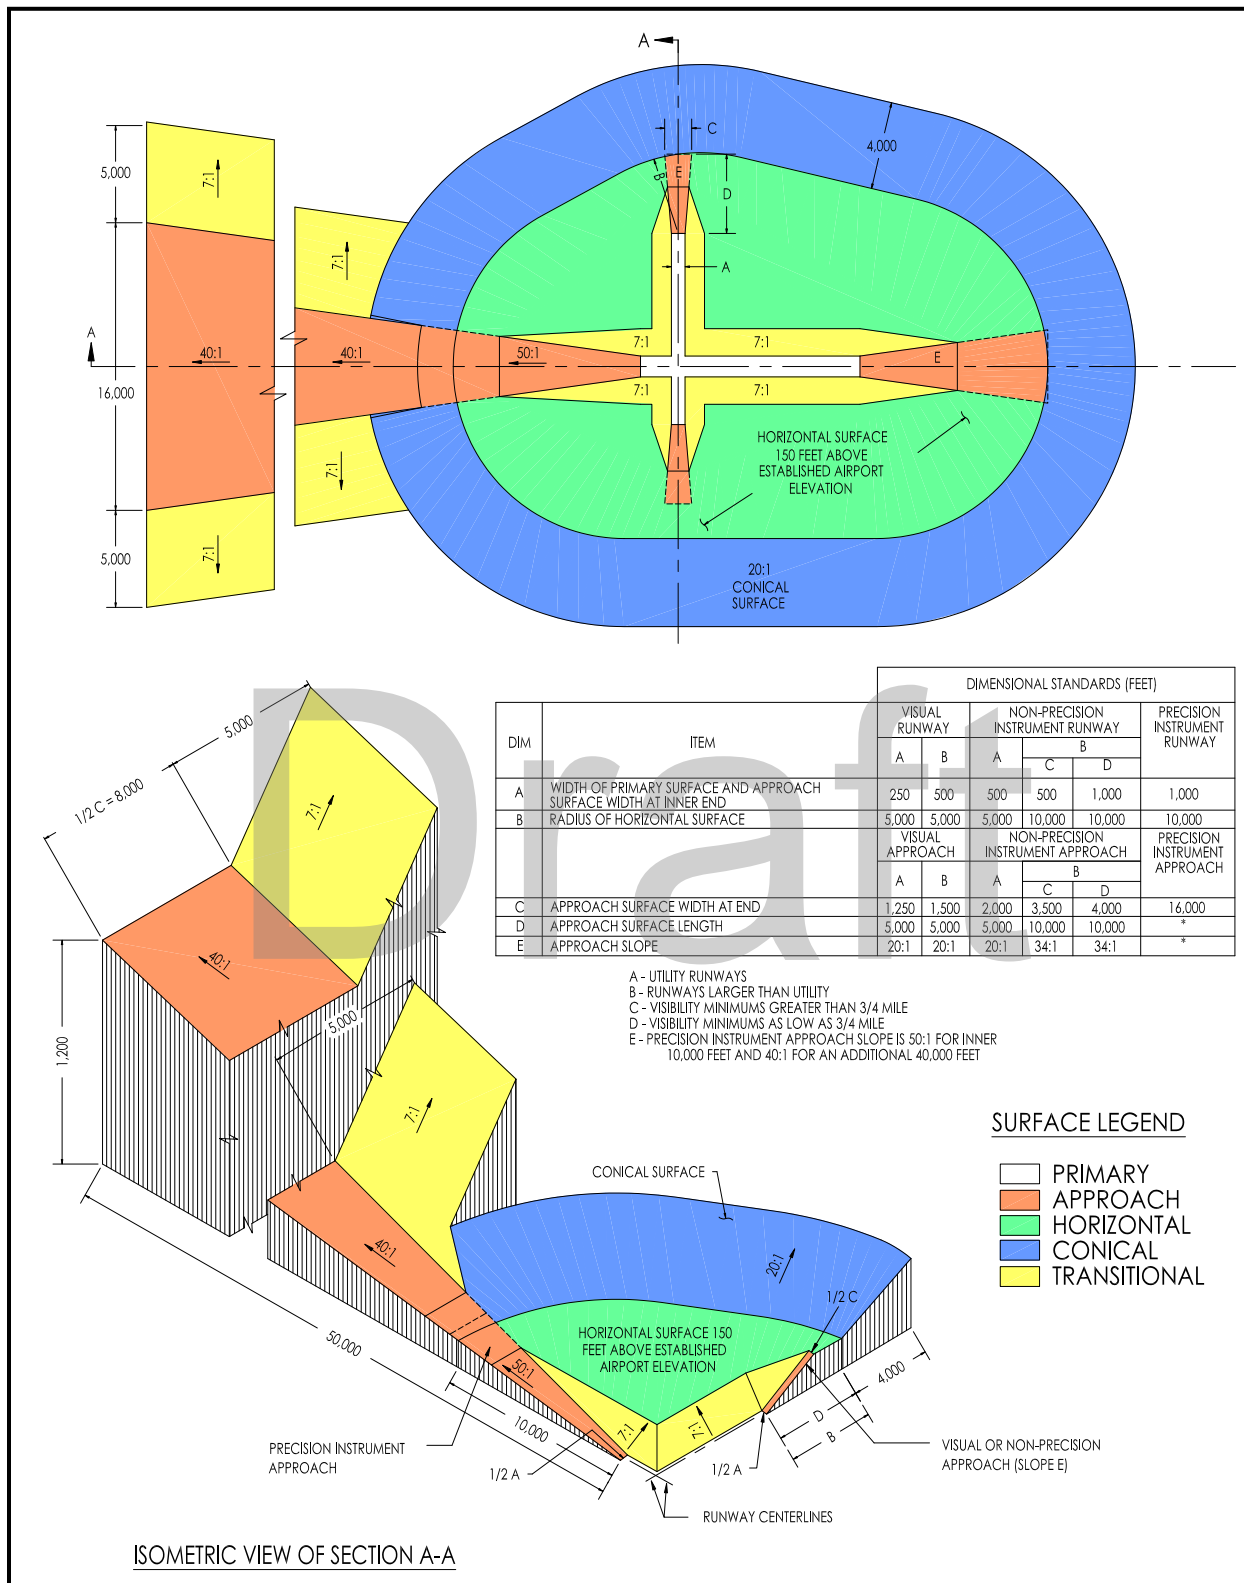 A
C
4,000
5,000
7:1
B
E
D
7:1
A
A
7:1
7:1
40:1
40:1
50:1
E
16,000
7:1
7:1
7:1
HORIZONTAL SURFACE
150 FEET ABOVE
ESTABLISHED AIRPORT
ELEVATION
5,000
7:1
20:1
CONICAL
SURFACE
Draft
DIMENSIONAL STANDARDS (FEET)
DIM ITEM VISUAL RUNWAY NON-PRECISION INSTRUMENT RUNWAY PRECISION INSTRUMENT RUNWAY
A B A B
C D
A WIDTH OF PRIMARY SURFACE AND APPROACH SURFACE WIDTH AT INNER END 250 500 500 500 1,000 1,000
B RADIUS OF HORIZONTAL SURFACE 5,000 5,000 5,000 10,000 10,000 10,000
VISUAL APPROACH NON-PRECISION INSTRUMENT APPROACH PRECISION INSTRUMENT APPROACH
A B A B
C D
C APPROACH SURFACE WIDTH AT END 1,250 1,500 2,000 3,500 4,000 16,000
D APPROACH SURFACE LENGTH 5,000 5,000 5,000 10,000 10,000 *
E APPROACH SLOPE 20:1 20:1 20:1 34:1 34:1 *
A - UTILITY RUNWAYS
B - RUNWAYS LARGER THAN UTILITY
C - VISIBILITY MINIMUMS GREATER THAN 3/4 MILE
D - VISIBILITY MINIMUMS AS LOW AS 3/4 MILE
E - PRECISION INSTRUMENT APPROACH SLOPE IS 50:1 FOR INNER
10,000 FEET AND 40:1 FOR AN ADDITIONAL 40,000 FEET
5,000
1/2 C = 8,000
7:1
40:1
5,000
1,200
7:1
SURFACE LEGEND
PRIMARY
APPROACH
HORIZONTAL
CONICAL
TRANSITIONAL
CONICAL SURFACE
40:1
20:1
1/2 C
50,000
HORIZONTAL SURFACE 150
FEET ABOVE ESTABLISHED
AIRPORT ELEVATION
50:1
4,000
10,000
7:1
7:1
D
B
PRECISION INSTRUMENT
APPROACH
1/2 A
1/2 A
VISUAL OR NON-PRECISION
APPROACH (SLOPE E)
RUNWAY CENTERLINES
ISOMETRIC VIEW OF SECTION A-A